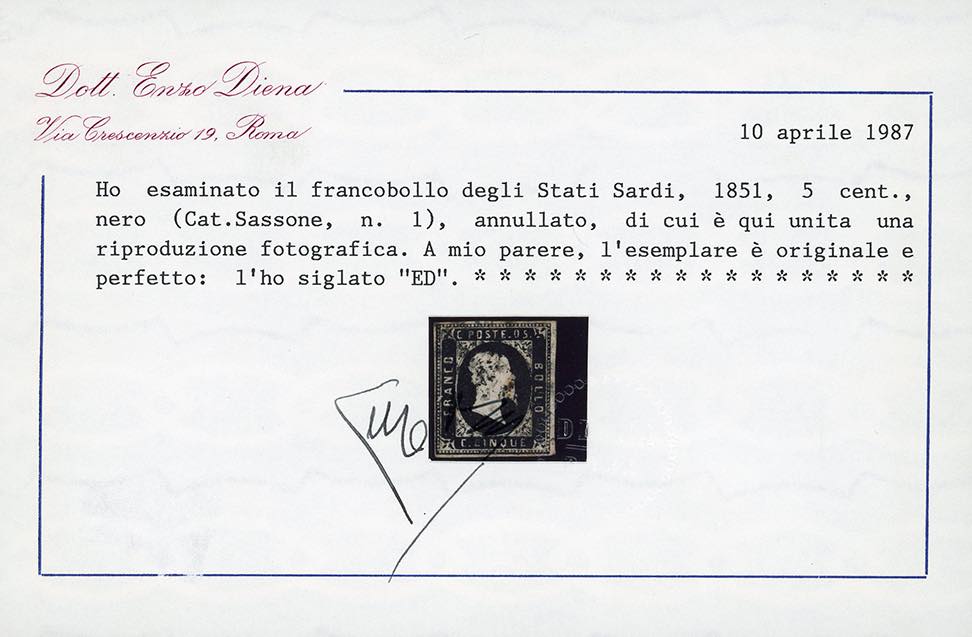 Dott. Enzo Diena
Via Crescenzio 19, Roma
10 aprile 1987
Ho esaminato il francobollo degli Stati Sardi, 1851, 5 cent.,
nero (Cat.Sassone, n. 1), annullato, di cui è qui unita una
riproduzione fotografica. A mio parere, l'esemplare è originale e
perfetto: l'ho siglato "ED". * * * * * * * * * * * * * * * * * *
C. POSTE. 05.
FRANCO
BOLLO
C. CINQUE